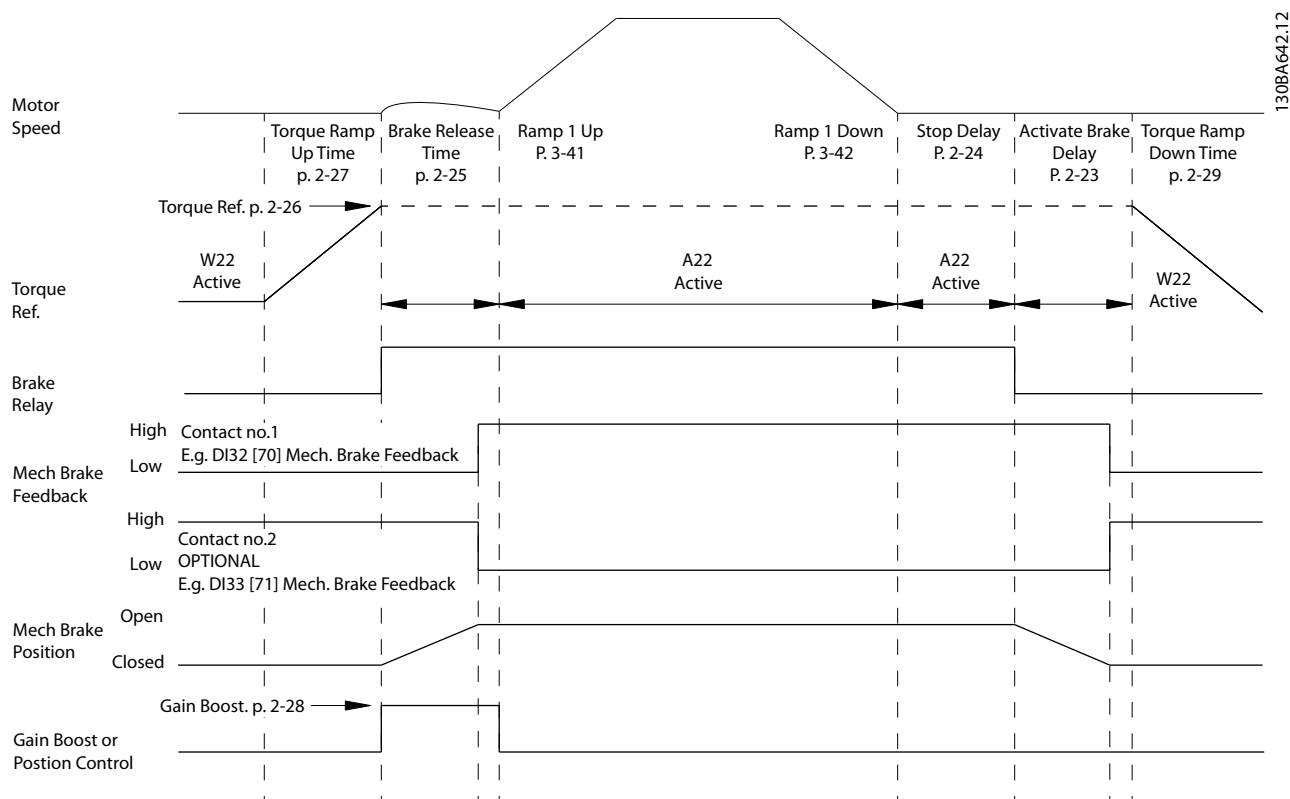 130BA642.12
Motor
Speed
Torque Ramp
Up Time
p. 2-27
Brake Release
Time
p. 2-25
Ramp 1 Up
P. 3-41
Ramp 1 Down
P. 3-42
Stop Delay
P. 2-24
Activate Brake
Delay
P. 2-23
Torque Ramp
Down Time
p. 2-29
Torque Ref. p. 2-26
Torque
Ref.
W22
Active
A22
Active
A22
Active
W22
Active
Brake
Relay
Mech Brake
Feedback
High
Contact no.1
E.g. DI32 [70] Mech. Brake Feedback
Low
High
Contact no.2
Low
OPTIONAL
E.g. DI33 [71] Mech. Brake Feedback
Mech Brake
Position
Open
Closed
Gain Boost. p. 2-28
Gain Boost or
Postion Control